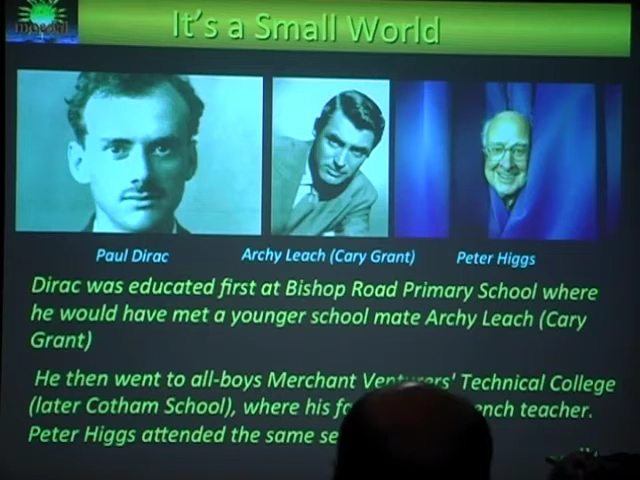 moedal
It's a Small World
Paul Dirac
Archy Leach (Cary Grant)
Peter Higgs
Dirac was educated first at Bishop Road Primary School where
he would have met a younger school mate Archy Leach (Cary
Grant)
He then went to all-boys Merchant Venturers' Technical College
(later Cotham School), where his teacher.
Peter Higgs attended the same